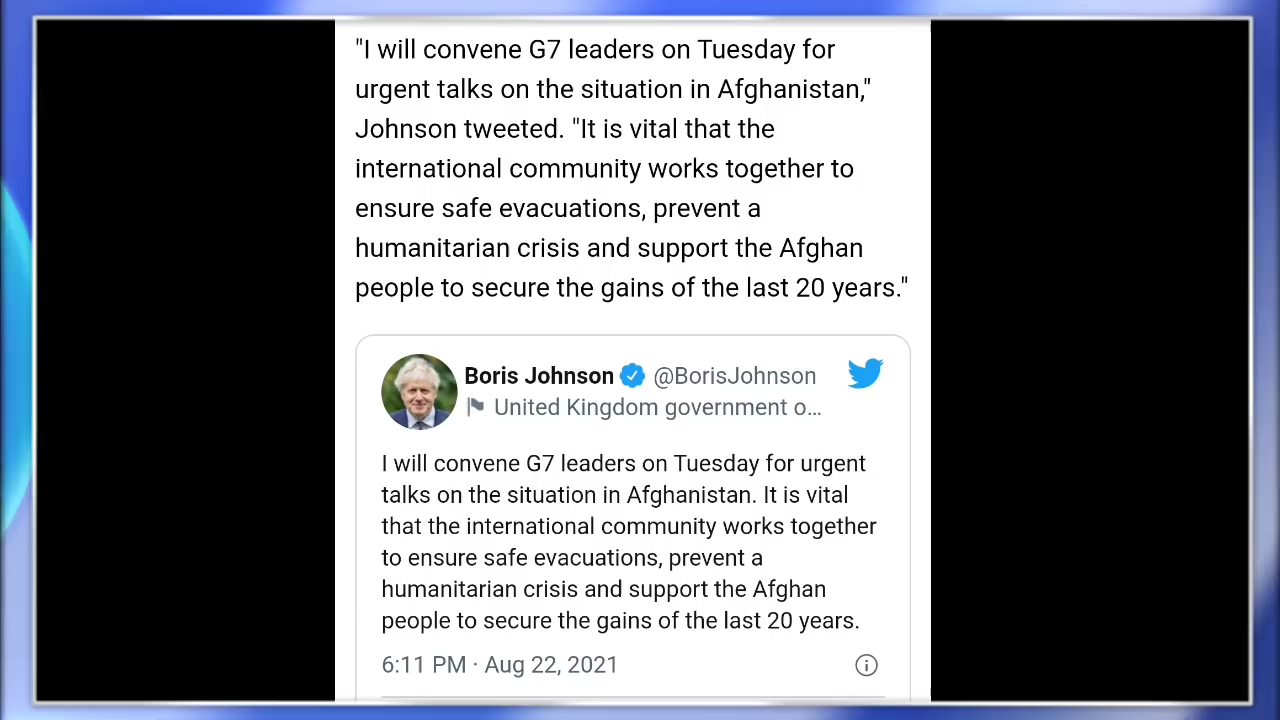 "I will convene G7 leaders on Tuesday for
urgent talks on the situation in Afghanistan,"
Johnson tweeted. "It is vital that the
international community works together to
ensure safe evacuations, prevent a
humanitarian crisis and support the Afghan
people to secure the gains of the last 20 years."
Boris Johnson @BorisJohnson
United Kingdom government o...
I will convene G7 leaders on Tuesday for urgent
talks on the situation in Afghanistan. It is vital
that the international community works together
to ensure safe evacuations, prevent a
humanitarian crisis and support the Afghan
people to secure the gains of the last 20 years.
6:11 PM · Aug 22, 2021